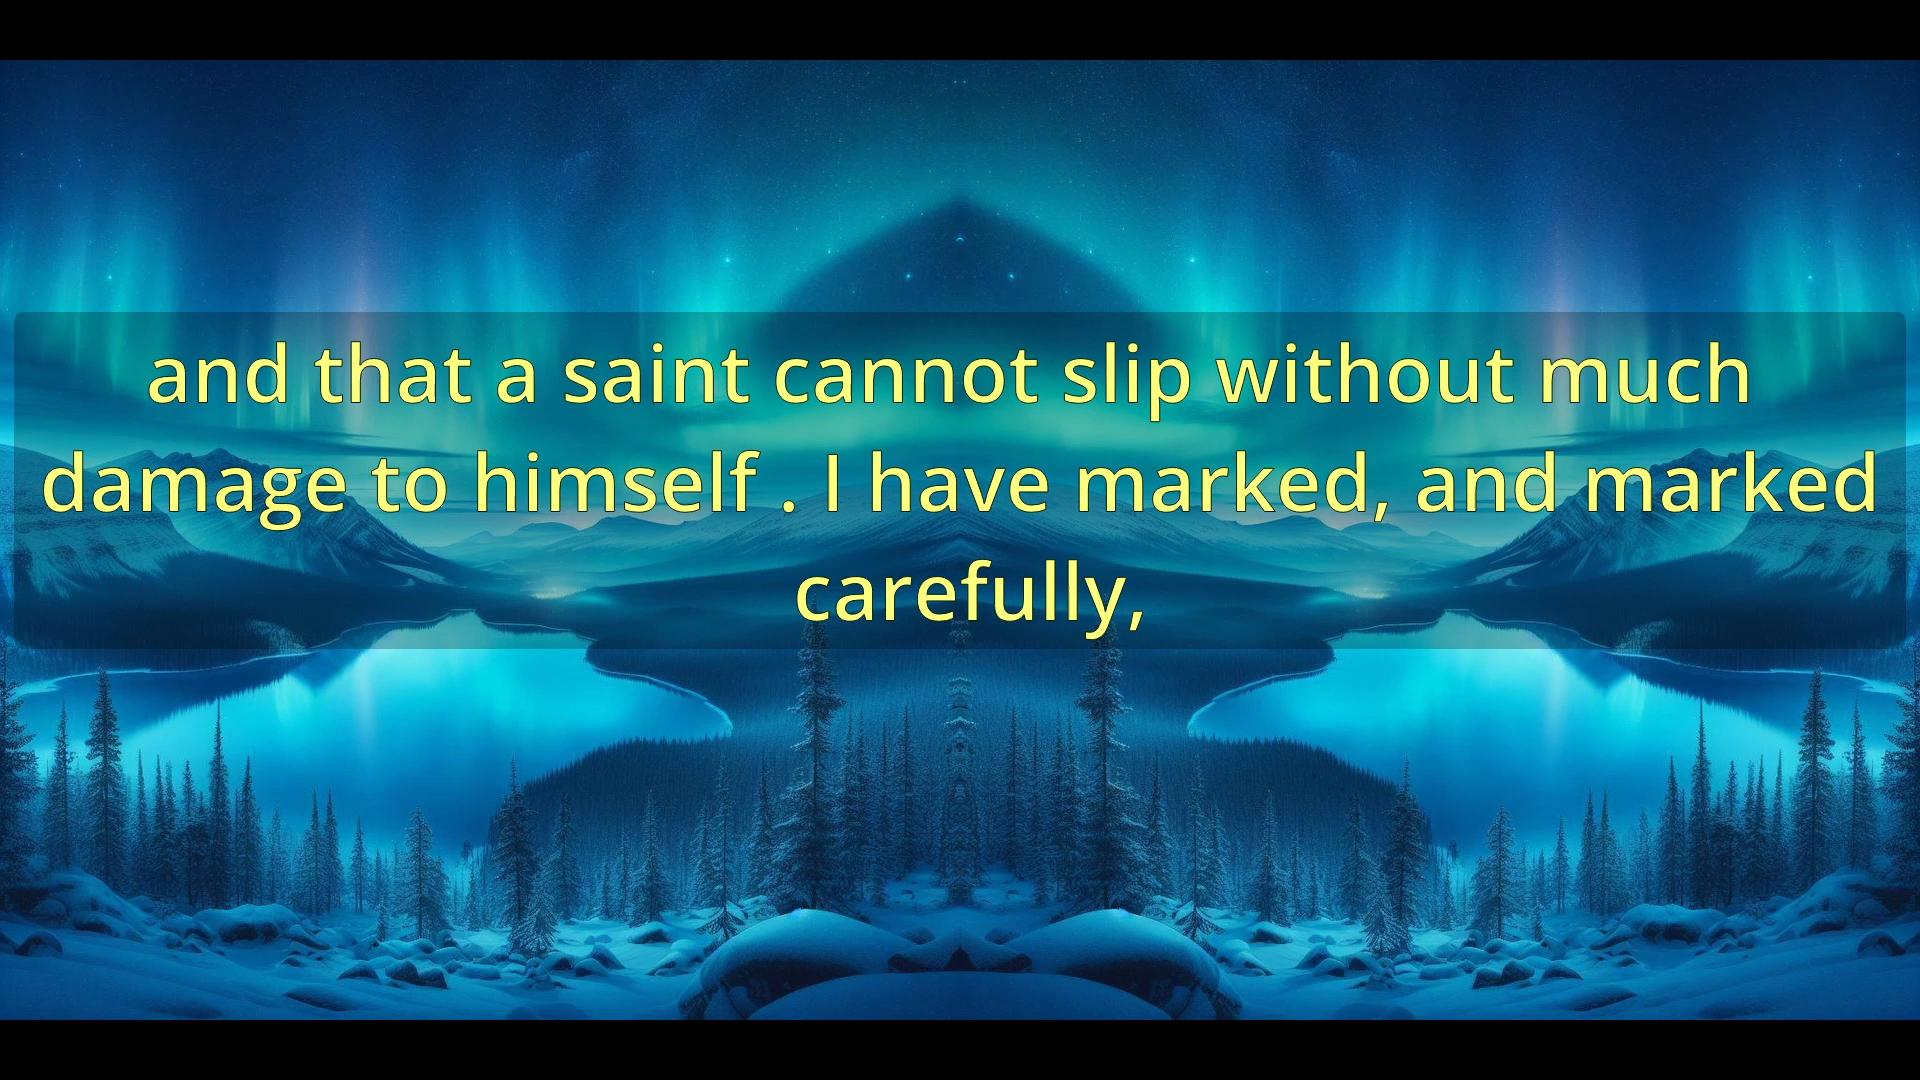 and that a saint cannot slip without much
damage to himself . I have marked, and marked
carefully,